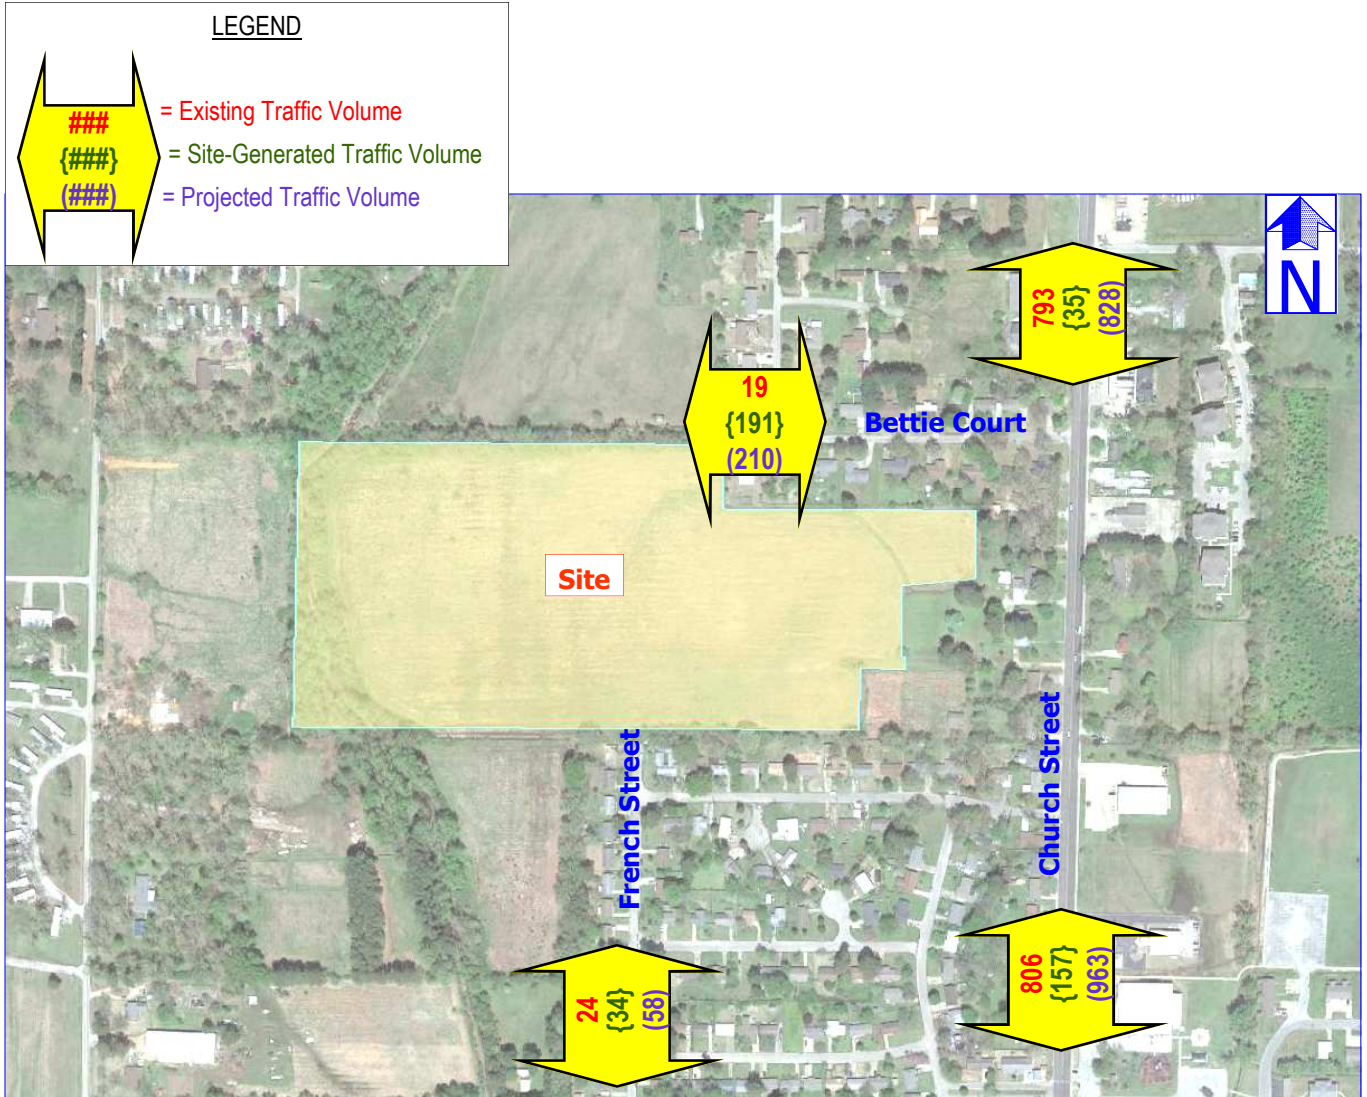 LEGEND
### = Existing Traffic Volume
{###} = Site-Generated Traffic Volume
(###) = Projected Traffic Volume
N
793
{35}
(828)
19
{191}
(210)
Bettie Court
Site
French Street
Church Street
24
{34}
(58)
806
{157}
(963)